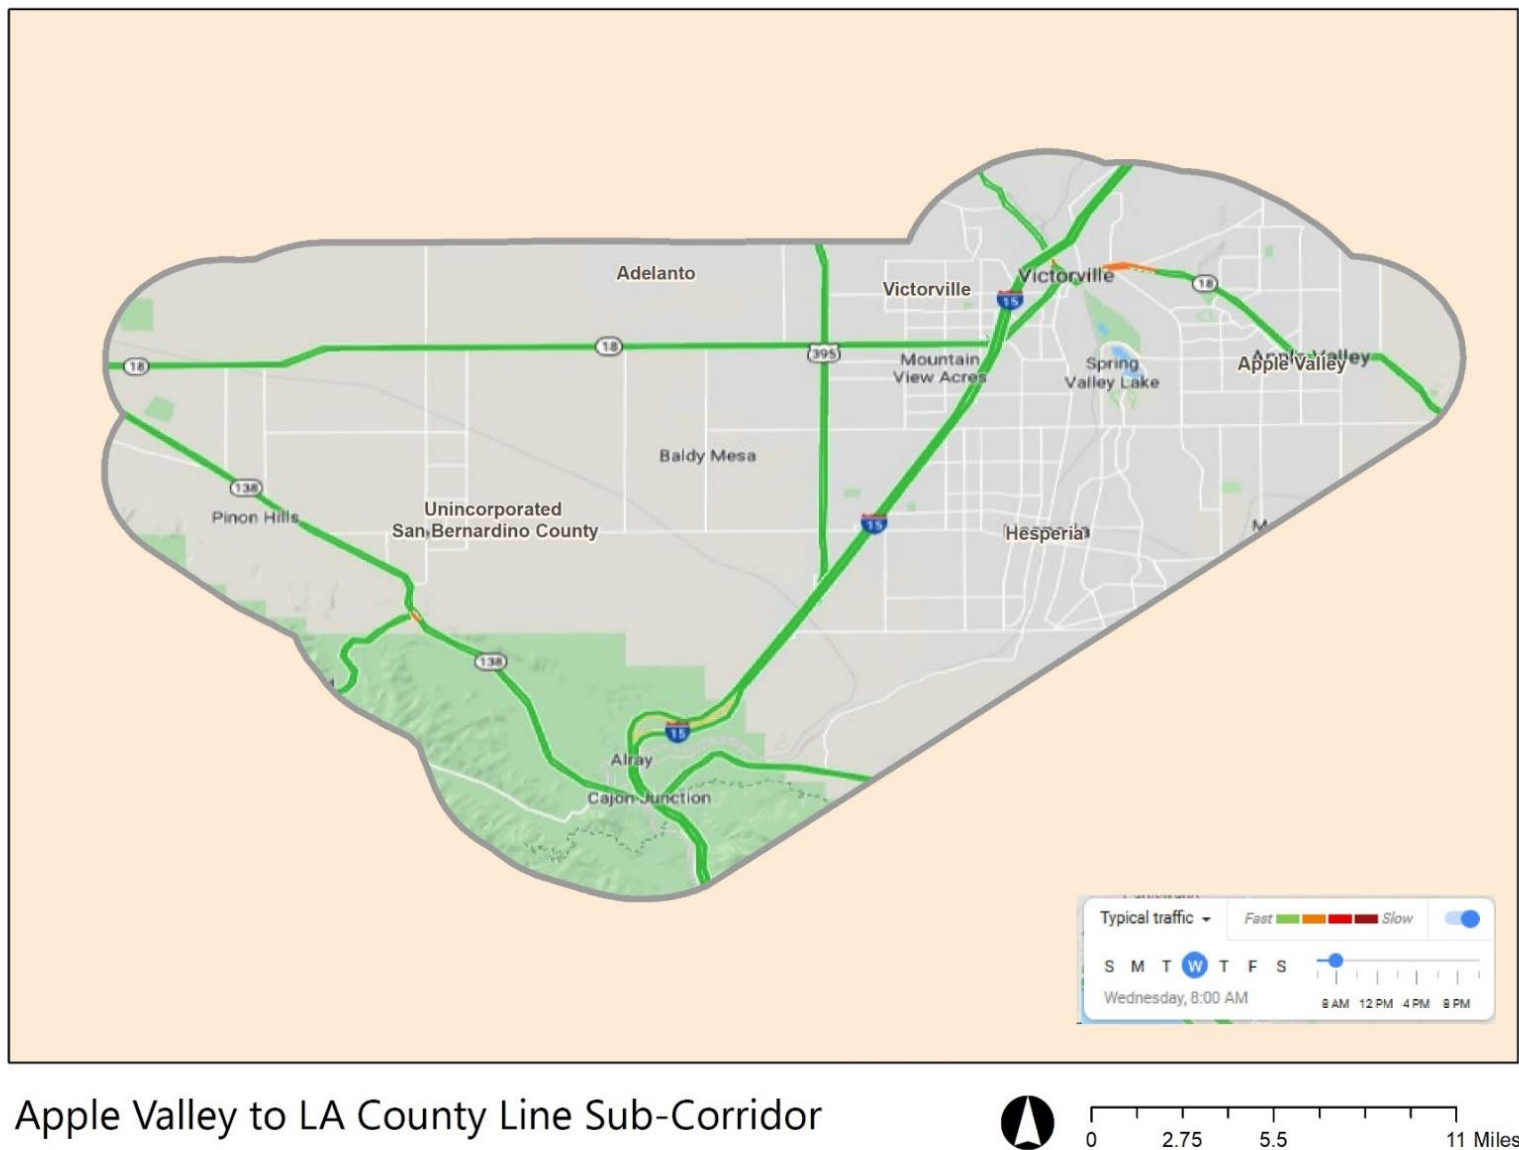 Adelanto
Victorville
Victorville
15
18
18
18
395
Mountain
View Acres
Spring
Valley Lake
Apple Valley
Apple Valley
Baldy Mesa
138
Pinon Hills
Unincorporated
San Bernardino County
15
Hesperia
138
15
Alray
Cajon Junction
Typical traffic
Fast
Slow
S M T W T F S
Wednesday, 8:00 AM
8 AM 12 PM 4 PM 8 PM
Apple Valley to LA County Line Sub-Corridor
0 2.75 5.5 11 Miles